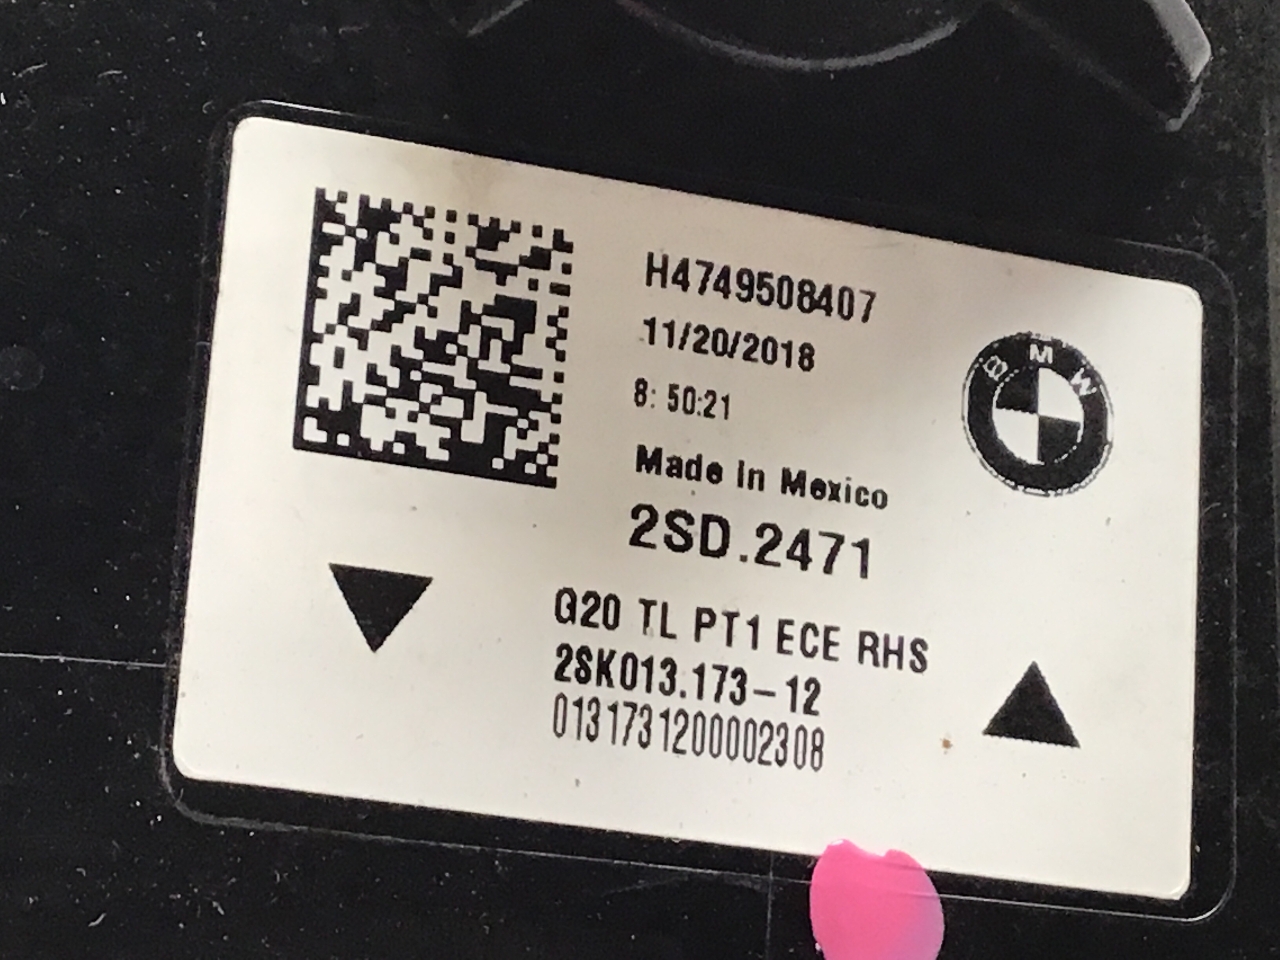 H4749508407
11/20/2018
8: 50:21
Made in Mexico
2SD.2471
G20 TL PT1 ECE RHS
2SK013.173-12
0131731200002308
BMW